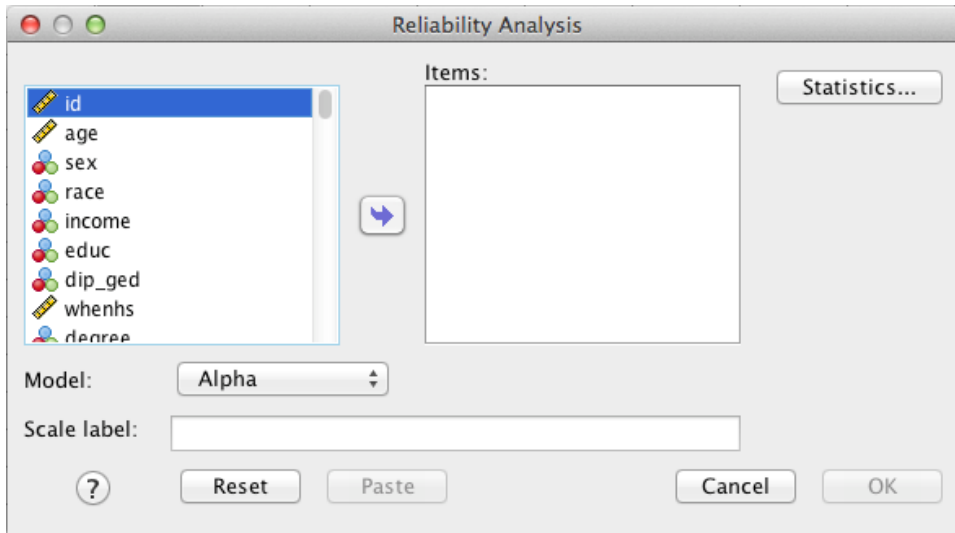 Reliability Analysis
Items:
Statistics...
id
age
sex
race
income
educ
dip_ged
whenhs
degree
Model:
Alpha
Scale label:
?
Reset
Paste
Cancel
OK